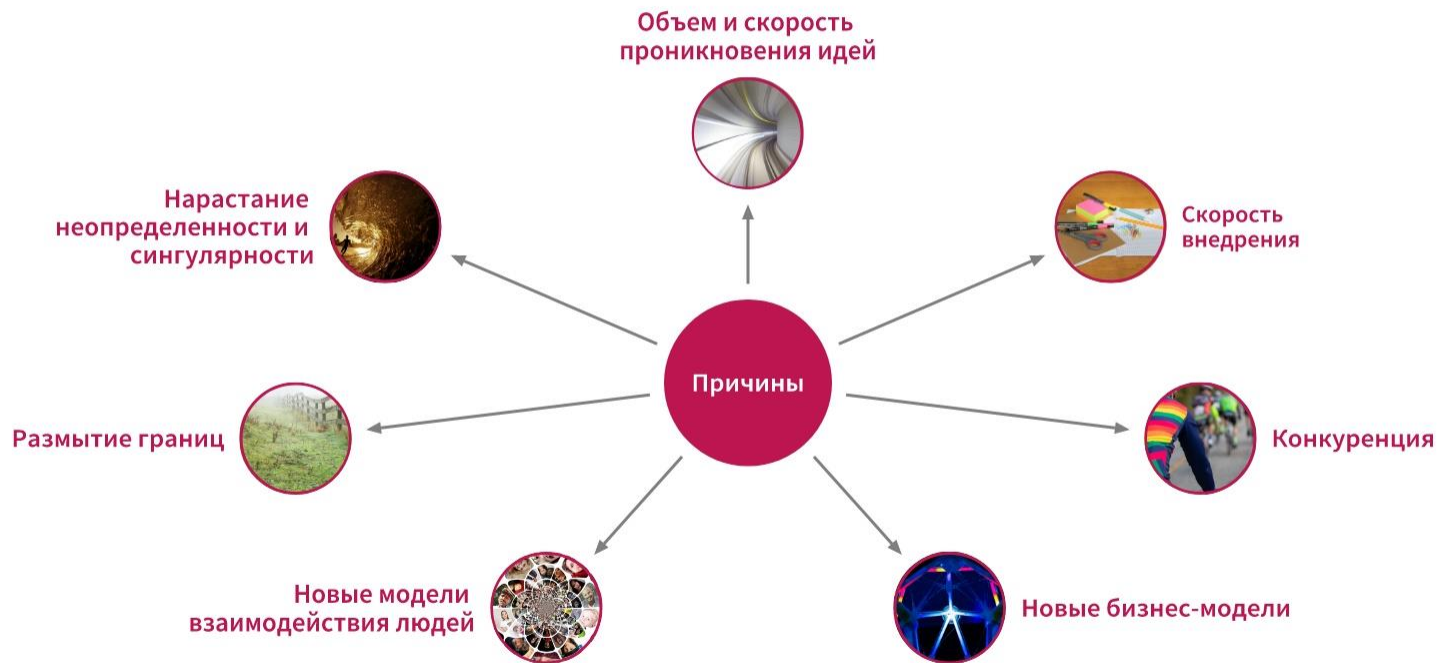 Объем и скорость
проникновения идей
Нарастание
неопределенности и
сингулярности
Скорость
внедрения
Причины
Размытие границ
Конкуренция
Новые модели
взаимодействия людей
Новые бизнес-модели